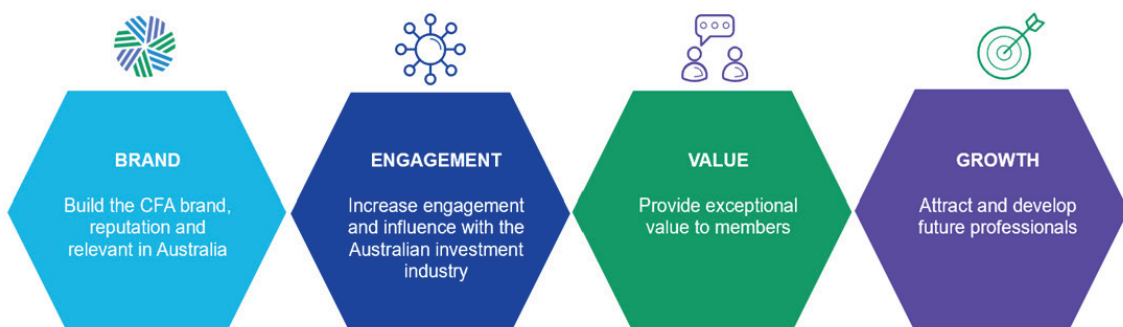 BRAND
Build the CFA brand,
reputation and
relevant in Australia
ENGAGEMENT
Increase engagement
and influence with the
Australian investment
industry
VALUE
Provide exceptional
value to members
GROWTH
Attract and develop
future professionals